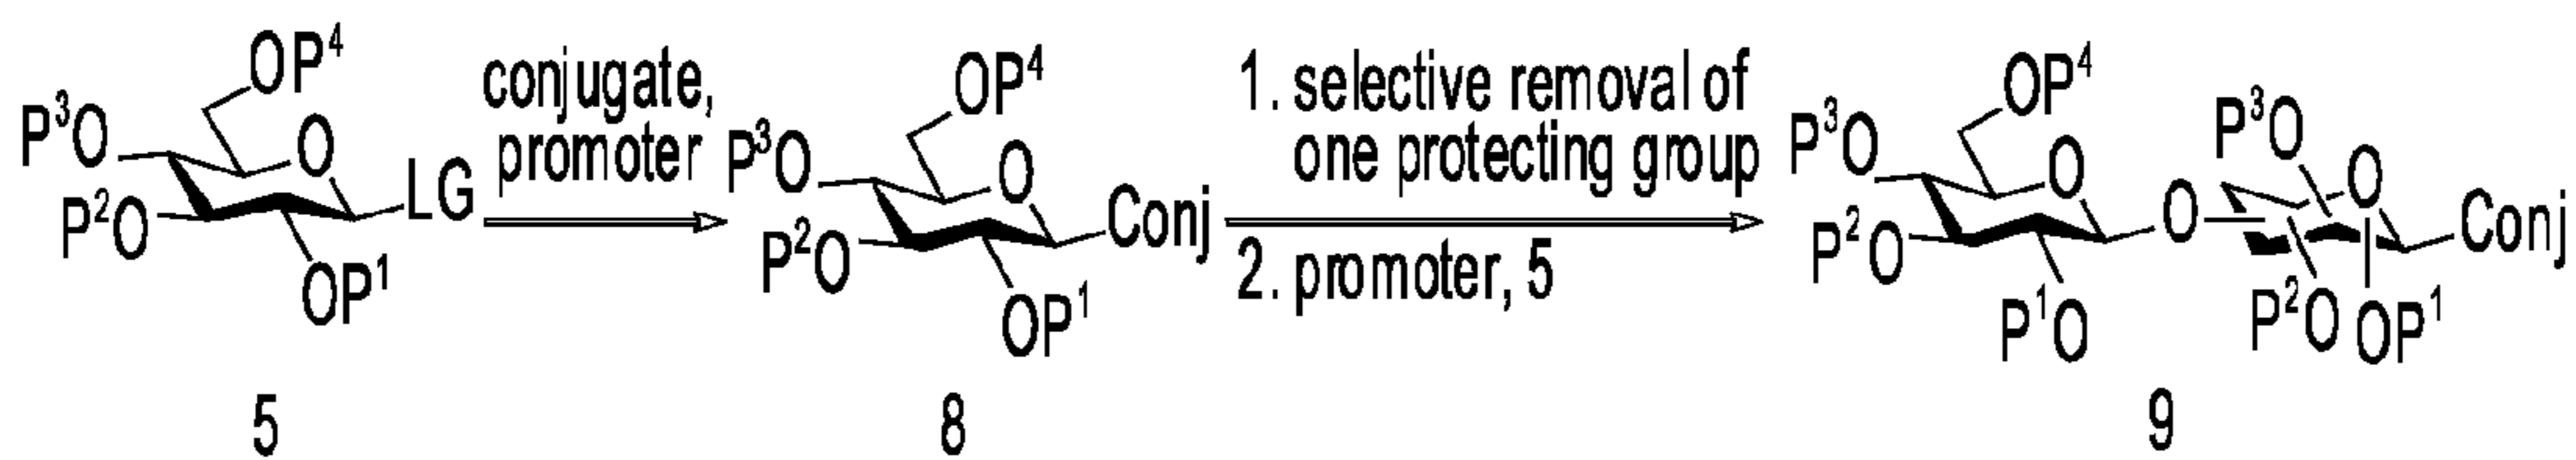 OP⁴
P³O
O
LG
P²O
OP¹
5
conjugate,
promoter
OP⁴
P³O
O
Conj
P²O
OP¹
8
1. selective removal of
one protecting group
2. promoter, 5
OP⁴
P³O
O
P²O
P¹O
O
P³O
O
Conj
P²O
OP¹
9